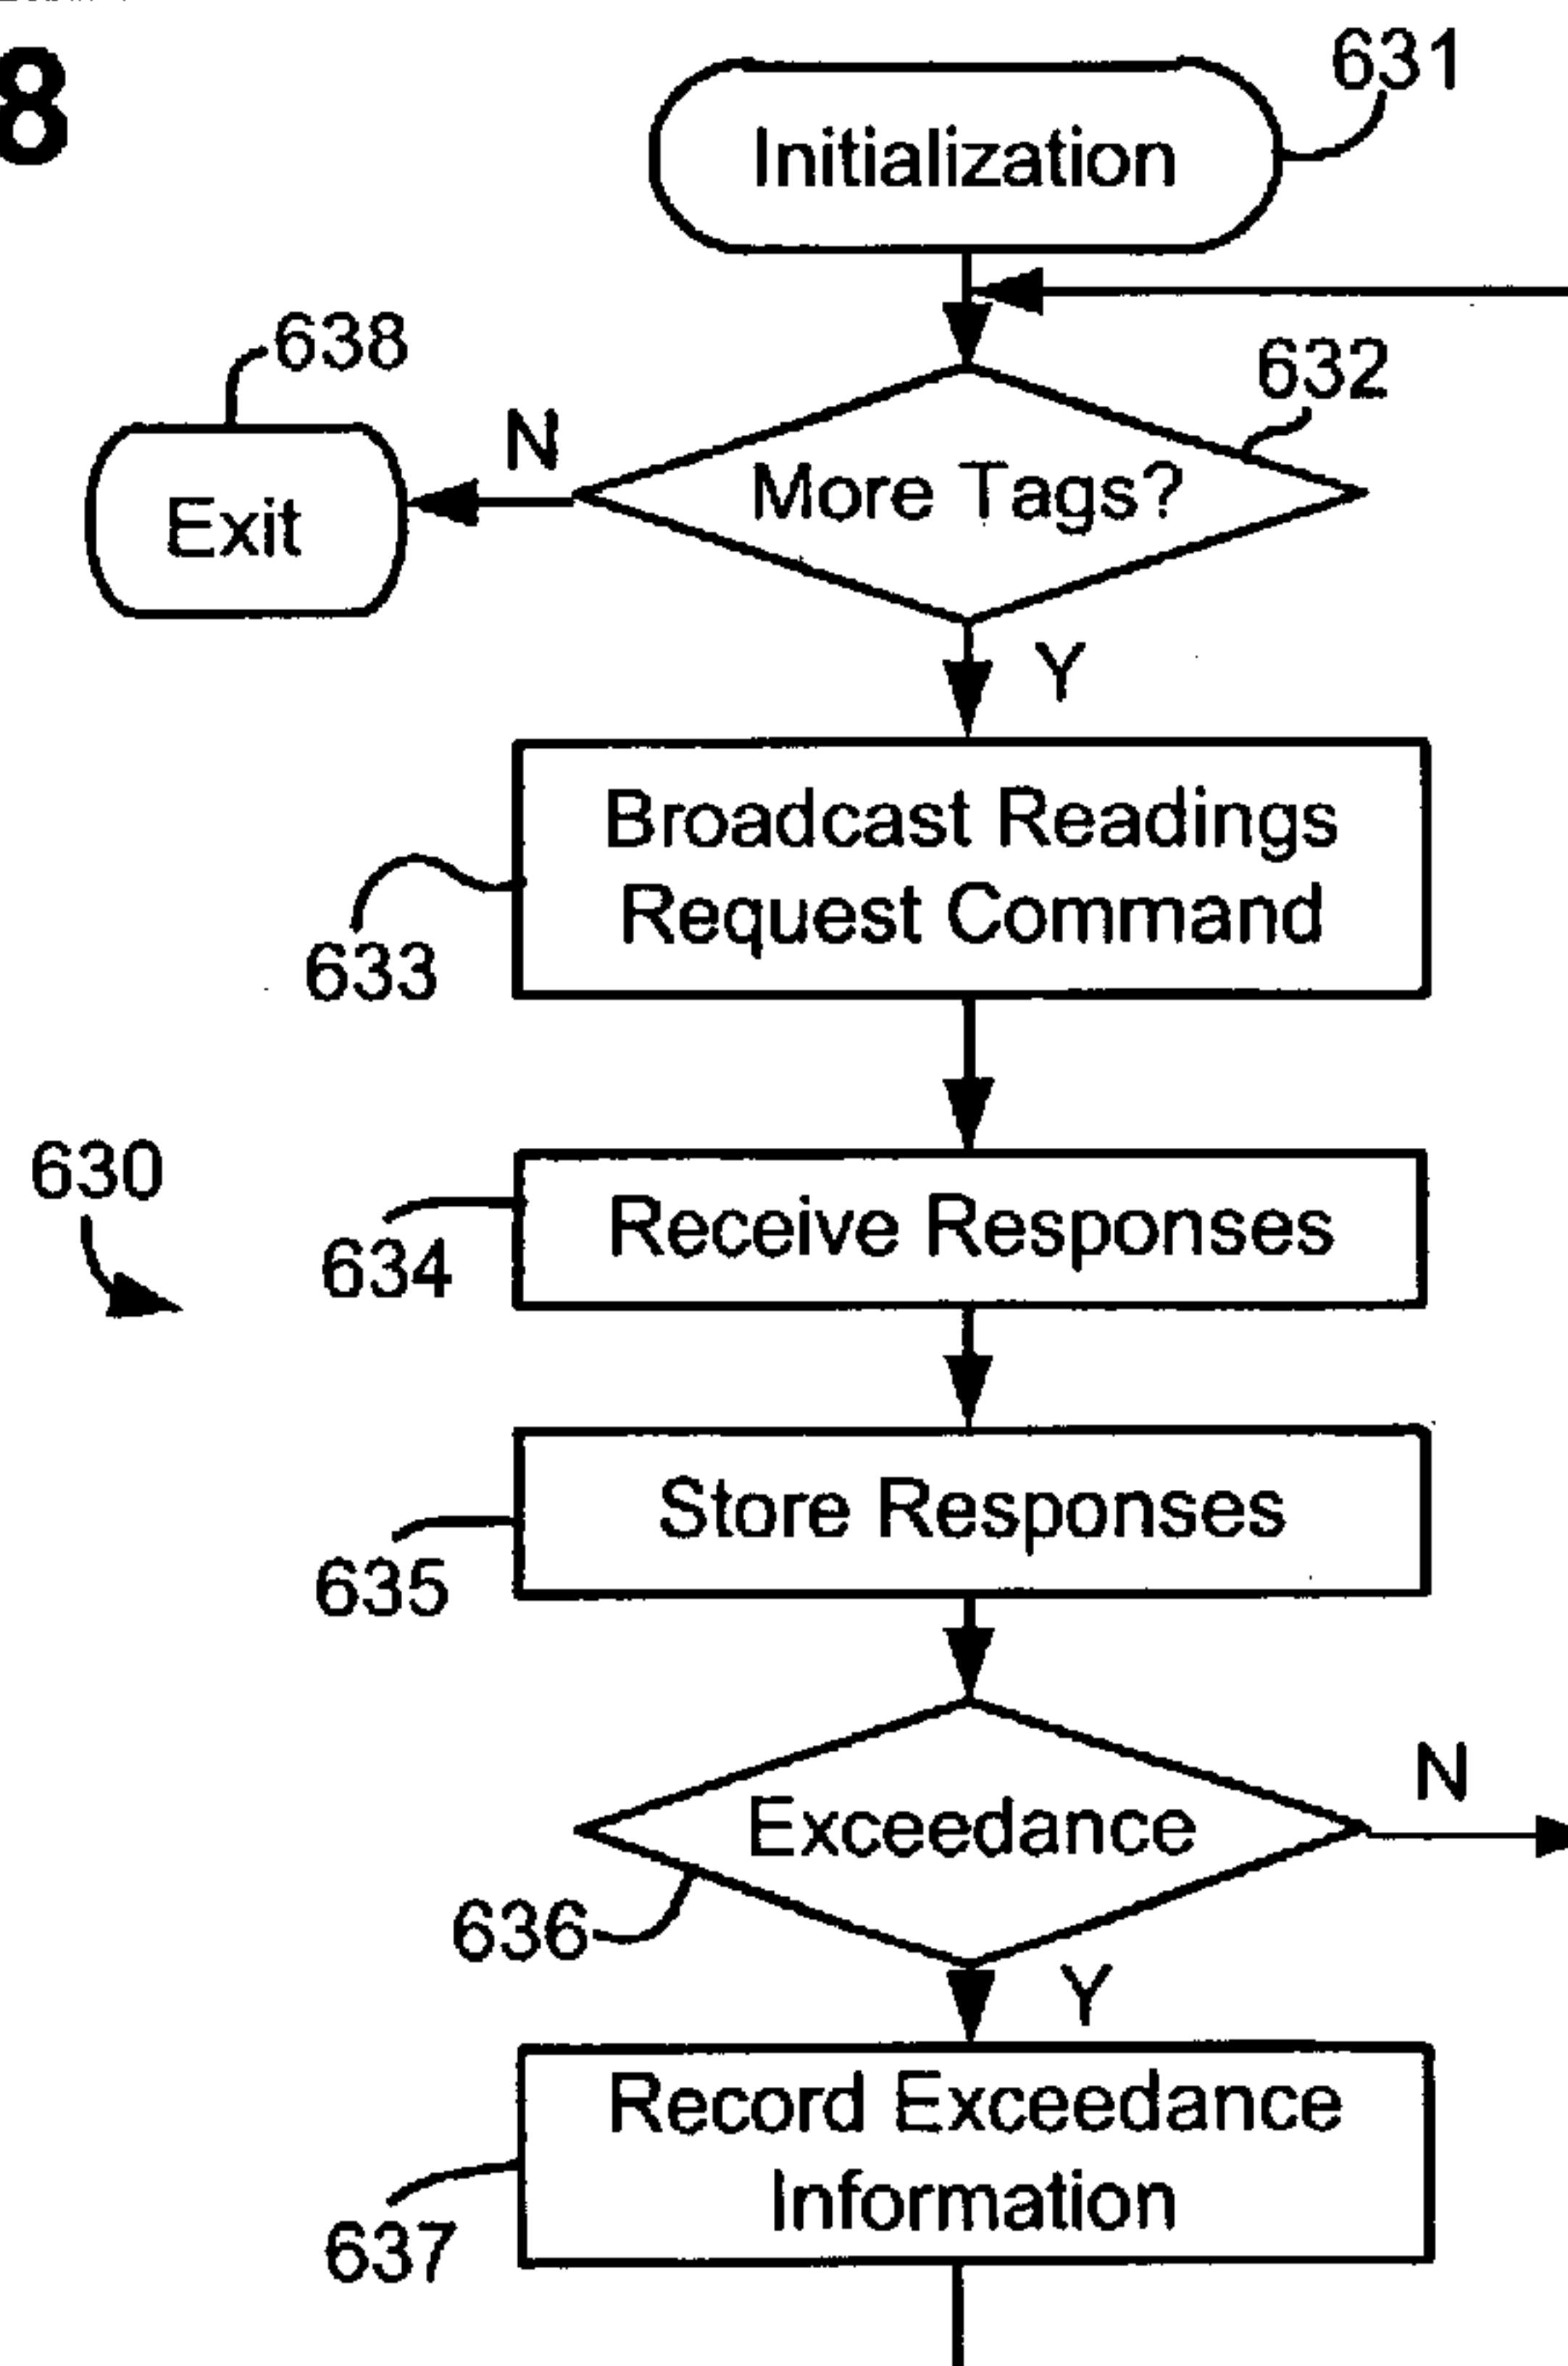 8
631
Initialization
638
632
N
More Tags?
Exit
Y
Broadcast Readings
Request Command
633
630
Receive Responses
634
Store Responses
635
N
Exceedance
636
Y
Record Exceedance
Information
637